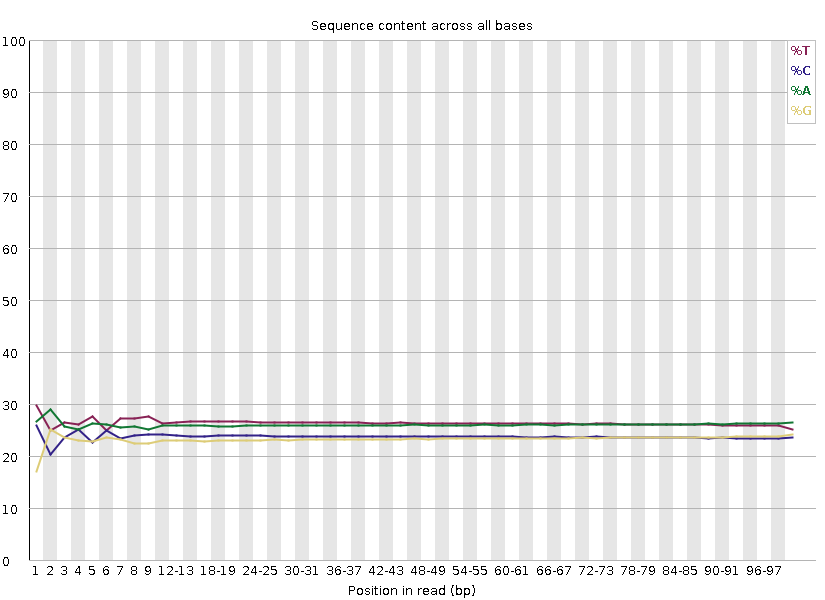 Sequence content across all bases
%T
%C
%A
%G
100
90
80
70
60
50
40
30
20
10
0
1 2 3 4 5 6 7 8 9 12-13 18-19 24-25 30-31 36-37 42-43 48-49 54-55 60-61 66-67 72-73 78-79 84-85 90-91 96-97
Position in read (bp)